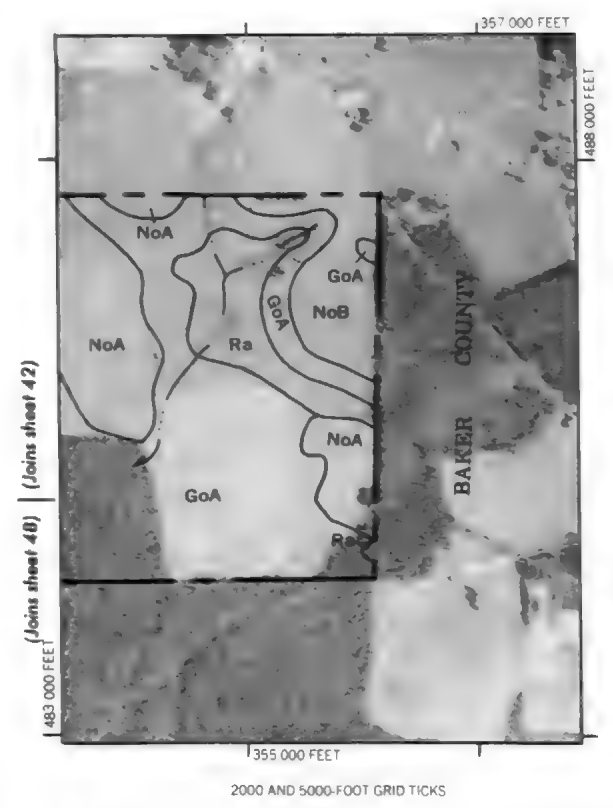 357 000 FEET
488 000 FEET
NoA
GoA
GoA
NoB
NoA
Ra
COUNTY
BAKER
(Joins sheet 42)
NoA
GoA
Ra
(Joins sheet 48)
483 000 FEET
355 000 FEET
2000 AND 5000-FOOT GRID TICKS